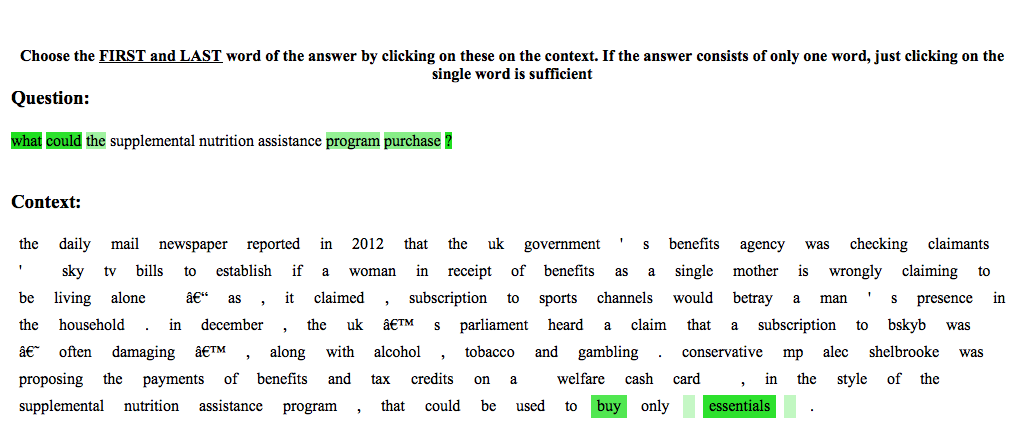 Choose the FIRST and LAST word of the answer by clicking on these on the context. If the answer consists of only one word, just clicking on the
single word is sufficient
Question:
what could the supplemental nutrition assistance program purchase ?
Context:
the daily mail newspaper reported in 2012 that the uk government ' s benefits agency was checking claimants
' sky tv bills to establish if a woman in receipt of benefits as a single mother is wrongly claiming to
be living alone â€“ as , it claimed , subscription to sports channels would betray a man ' s presence in
the household . in december , the uk â€™ s parliament heard a claim that a subscription to bskyb was
â€˜ often damaging â€™ , along with alcohol , tobacco and gambling . conservative mp alec shelbrooke was
proposing the payments of benefits and tax credits on a welfare cash card , in the style of the
supplemental nutrition assistance program , that could be used to buy only essentials .